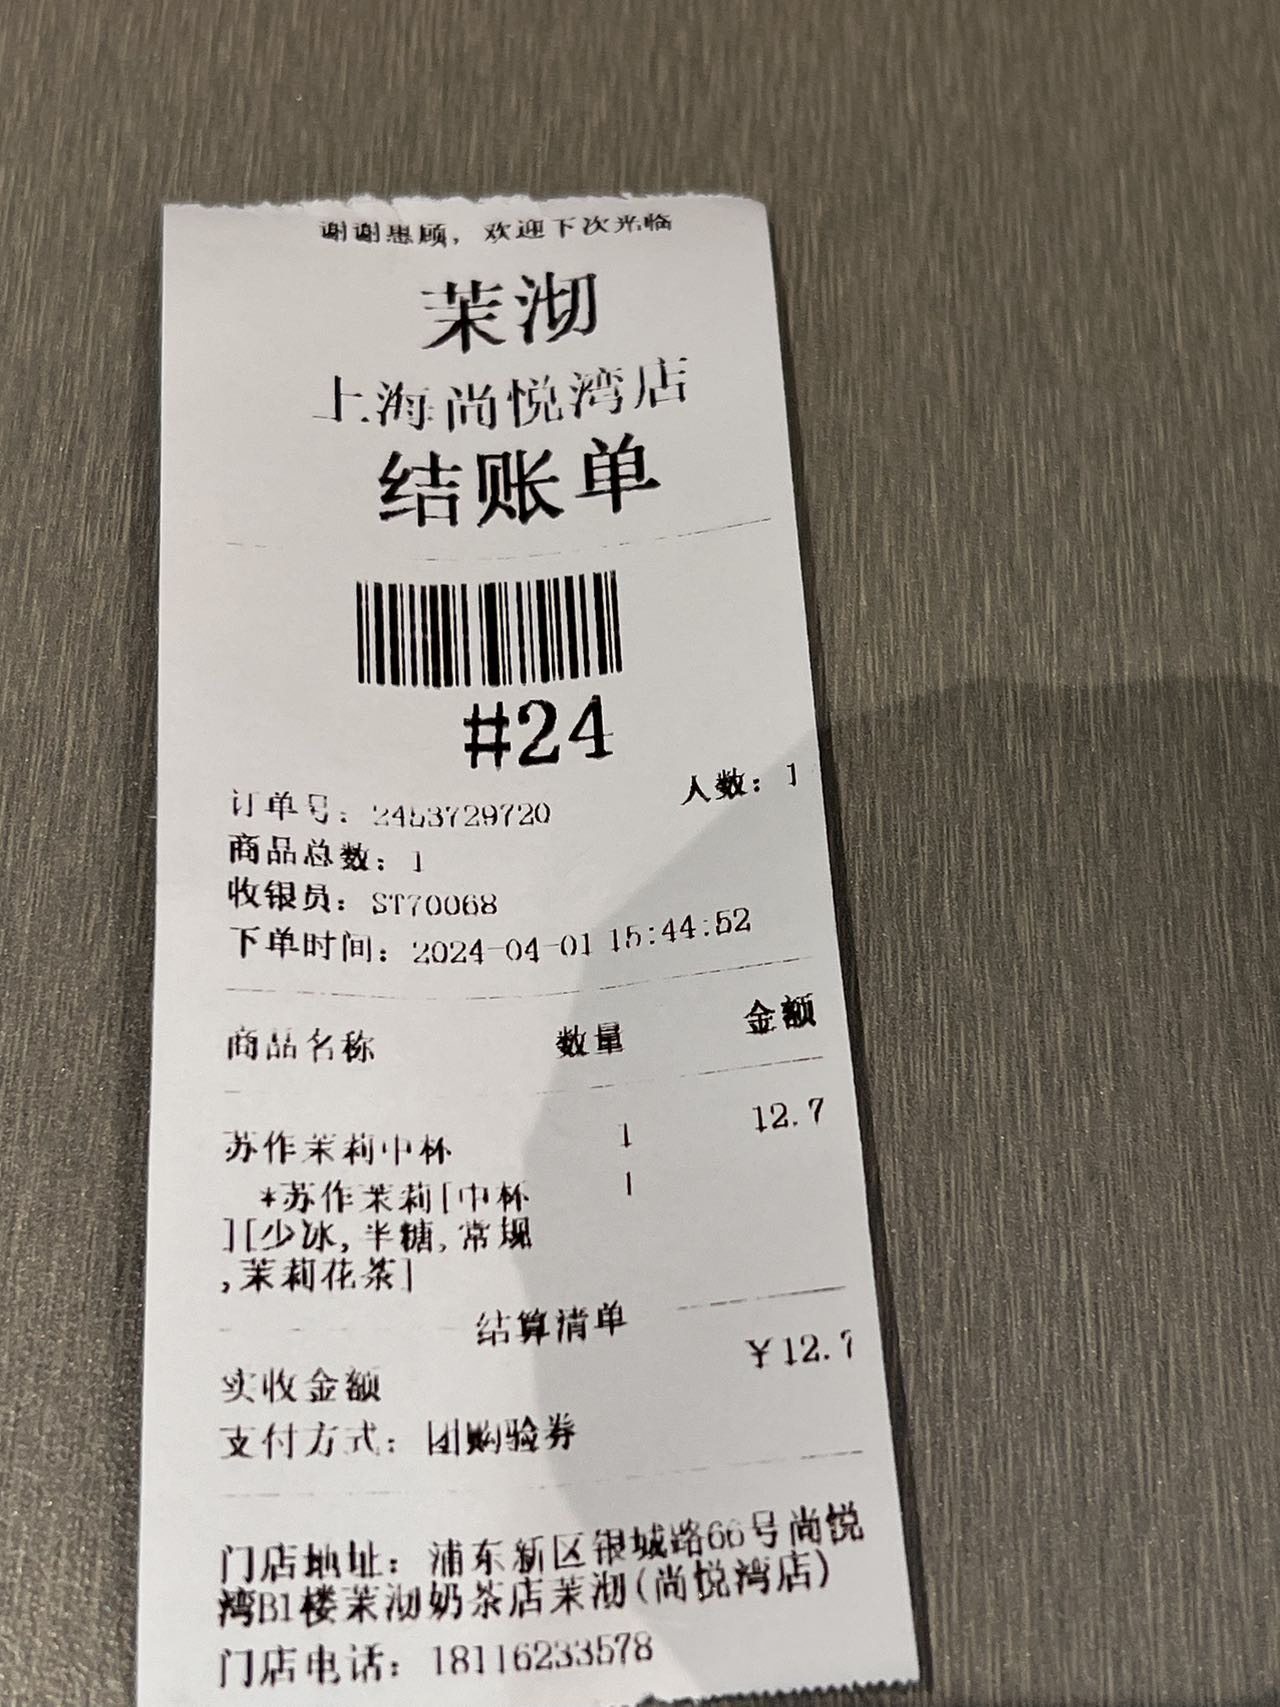 谢谢惠顾，欢迎下次光临
茉沏
上海尚悦湾店
结账单
#24
订单号：2453729720 人数：1
商品总数：1
收银员：ST70068
下单时间：2024-04-01 15:44:52
商品名称 数量 金额
苏作茉莉中杯 1 12.7
*苏作茉莉[中杯 1
][少冰,半糖,常规
,茉莉花茶]
结算清单
实收金额 ￥12.7
支付方式：团购验券
门店地址：浦东新区银城路66号尚悦
湾B1楼茉沏奶茶店茉沏(尚悦湾店)
门店电话：18116233578